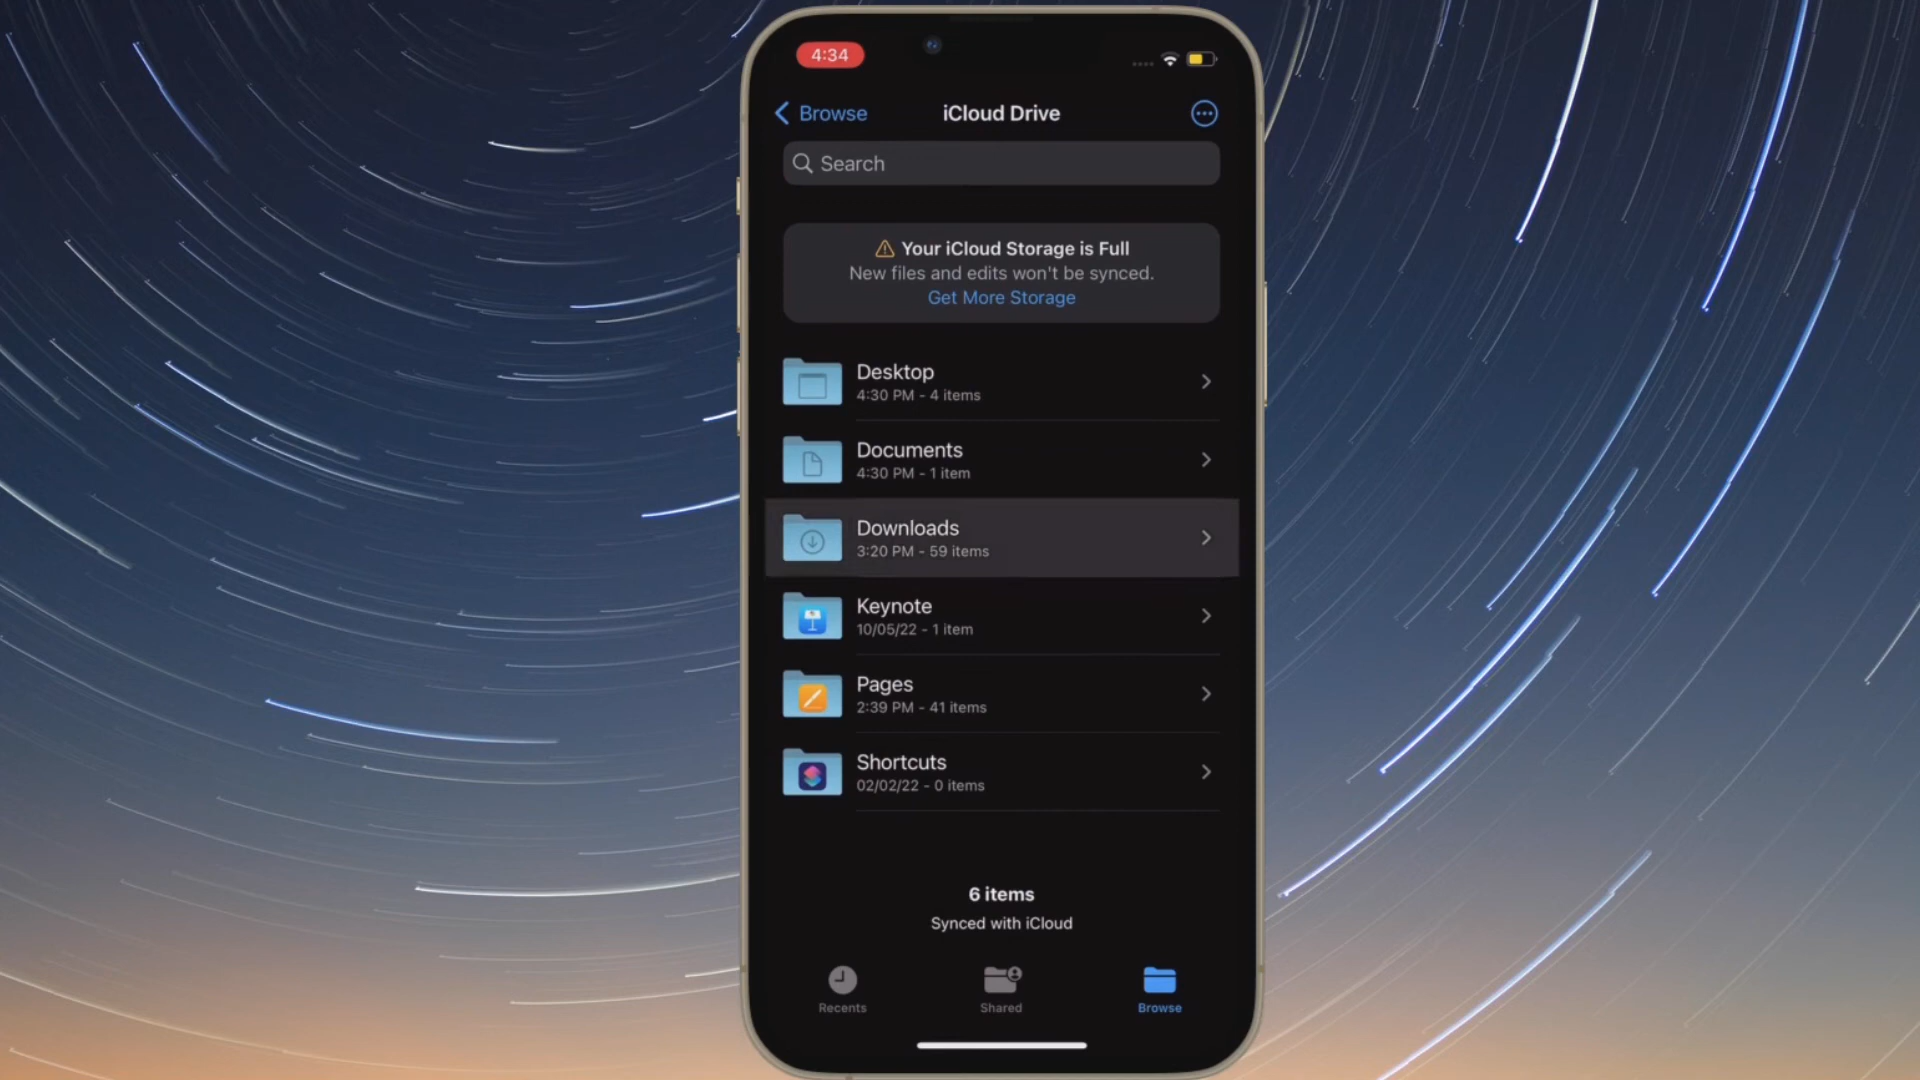 4:34
Browse
iCloud Drive
Search
Your iCloud Storage is Full
New files and edits won't be synced.
Get More Storage
Desktop
4:30 PM - 4 items
Documents
4:30 PM - 1 item
Downloads
3:20 PM - 59 items
Keynote
10/05/22 - 1 item
Pages
2:39 PM - 41 items
Shortcuts
02/02/22 - 0 items
6 items
Synced with iCloud
Recents
Shared
Browse